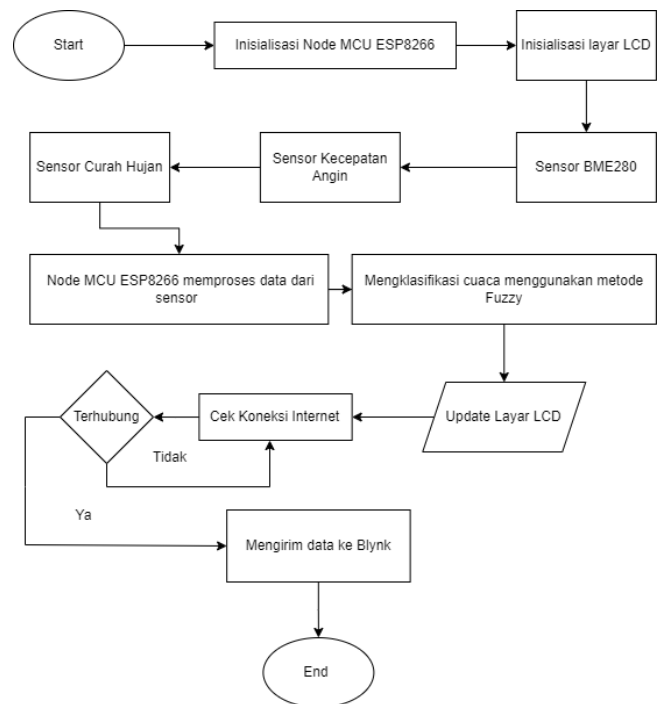 Start
Inisialisasi Node MCU ESP8266
Inisialisasi layar LCD
Sensor BME280
Sensor Kecepatan
Angin
Sensor Curah Hujan
Node MCU ESP8266 memproses data dari
sensor
Mengklasifikasi cuaca menggunakan metode
Fuzzy
Update Layar LCD
Cek Koneksi Internet
Terhubung
Tidak
Ya
Mengirim data ke Blynk
End